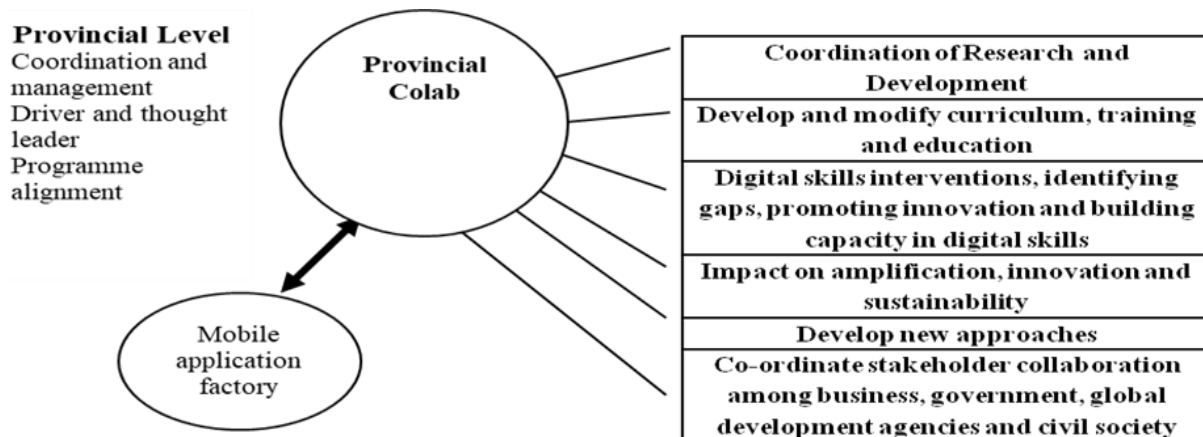 Provincial Level
Coordination and
management
Driver and thought
leader
Programme
alignment
Provincial
Colab
Mobile
application
factory
Coordination of Research and
Development
Develop and modify curriculum, training
and education
Digital skills interventions, identifying
gaps, promoting innovation and building
capacity in digital skills
Impact on amplification, innovation and
sustainability
Develop new approaches
Co-ordinate stakeholder collaboration
among business, government, global
development agencies and civil society